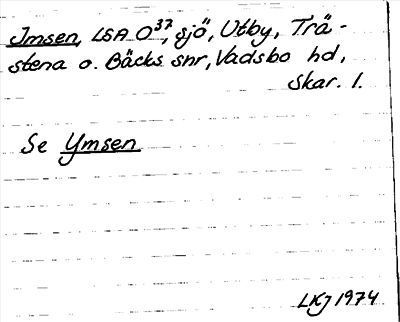 Imsen, LSA O37, sjö, Utby, Trä-
stena o. Bäcks snr, Vadsbo hd,
Skar. l.
Se Ymsen
LKJ 1974